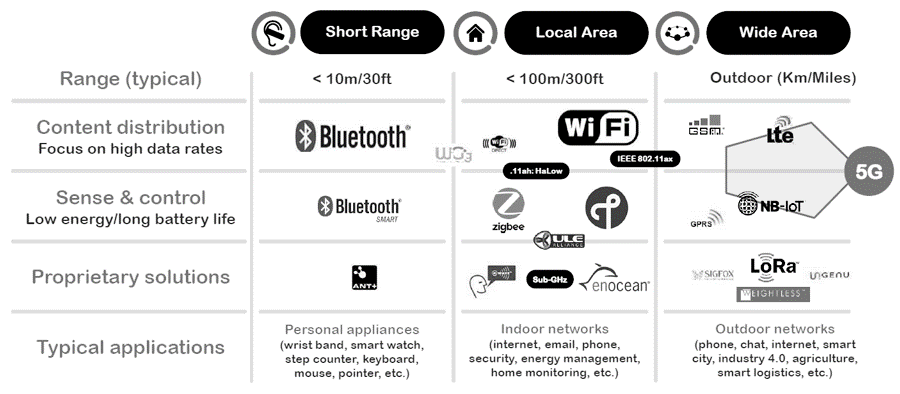 Short Range
Local Area
Wide Area
Range (typical)
< 10m/30ft
< 100m/300ft
Outdoor (Km/Miles)
Content distribution
Focus on high data rates
Bluetooth®
WiFi
DIRECT
WiFi
IEEE 802.11ax
GSM
Lte
5G
.11ah: HaLow
Sense & control
Low energy/long battery life
Bluetooth®
SMART
zigbee
ULE
ALLIANCE
GPRS
NB-IoT
Proprietary solutions
ANT+
Sub-GHz
enocean®
SIGFOX
LoRa
INGENU
WEIGHTLESS
Typical applications
Personal appliances
(wrist band, smart watch,
step counter, keyboard,
mouse, pointer, etc.)
Indoor networks
(internet, email, phone,
security, energy management,
home monitoring, etc.)
Outdoor networks
(phone, chat, internet, smart
city, industry 4.0, agriculture,
smart logistics, etc.)